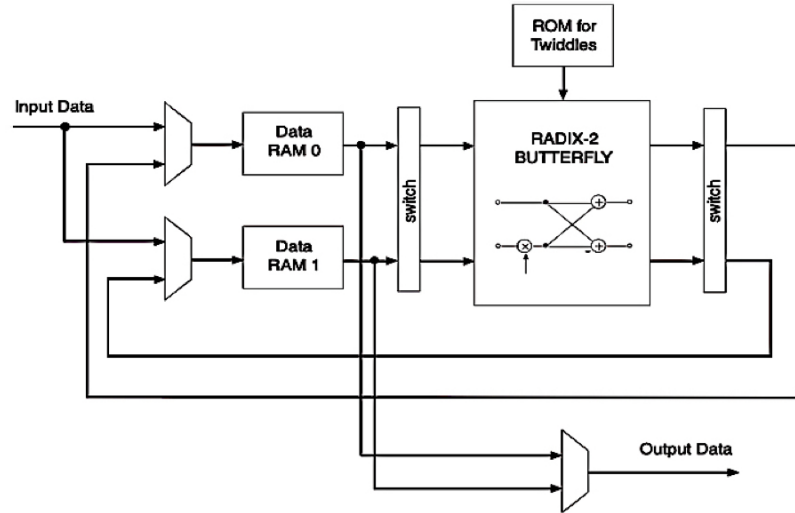 ROM for
Twiddles
Input Data
Data
RAM 0
switch
RADIX-2
BUTTERFLY
switch
Data
RAM 1
Output Data